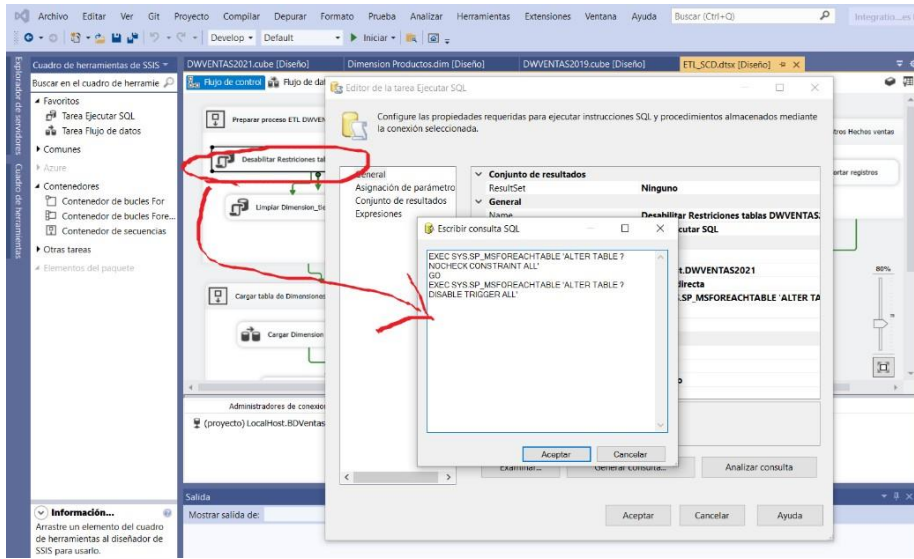 Archivo Editar Ver Git Proyecto Compilar Depurar Formato Prueba Analizar Herramientas Extensiones Ventana Ayuda Buscar (Ctrl+Q)
Develop Default Iniciar
Cuadro de herramientas de SSIS
Buscar en el cuadro de herramie
Favoritos
Tarea Ejecutar SQL
Tarea Flujo de datos
Comunes
Azure
Contenedores
Contenedor de bucles For
Contenedor de bucles Fore...
Contenedor de secuencias
Otras tareas
Elementos del paquete
Información...
Arrastre un elemento del cuadro
de herramientas al diseñador de
SSIS para usarlo.
Explorador de servidores
Cuadro de herramientas
DWVENTAS2021.cube [Diseño] Dimension Productos.dim [Diseño] DWVENTAS2019.cube [Diseño] ETL_SCD.dtsx [Diseño]
Flujo de control Flujo de dat
Preparar proceso ETL DWVEN
Desabilitar Restricciones tal
Limpiar Dimension_tie
Cargar tabla de Dimensiones
Cargar Dimension
tros Hechos ventas
ortar registros
80%
Administradores de conexio
(proyecto) LocalHost.BDVentas
Salida
Mostrar salida de:
Editor de la tarea Ejecutar SQL
Configure las propiedades requeridas para ejecutar instrucciones SQL y procedimientos almacenados mediante
la conexión seleccionada.
General
Asignación de parámetro
Conjunto de resultados
Expresiones
Conjunto de resultados
ResultSet Ninguno
General
Name Desabilitar Restricciones tablas DWVENTAS
cutar SQL
t.DWVENTAS2021
directa
.SP_MSFOREACHTABLE 'ALTER TA
Escribir consulta SQL
EXEC SYS.SP_MSFOREACHTABLE 'ALTER TABLE ?
NOCHECK CONSTRAINT ALL'
GO
EXEC SYS.SP_MSFOREACHTABLE 'ALTER TABLE ?
DISABLE TRIGGER ALL'
Aceptar Cancelar
Examinar... Generar consulta... Analizar consulta
Aceptar Cancelar Ayuda